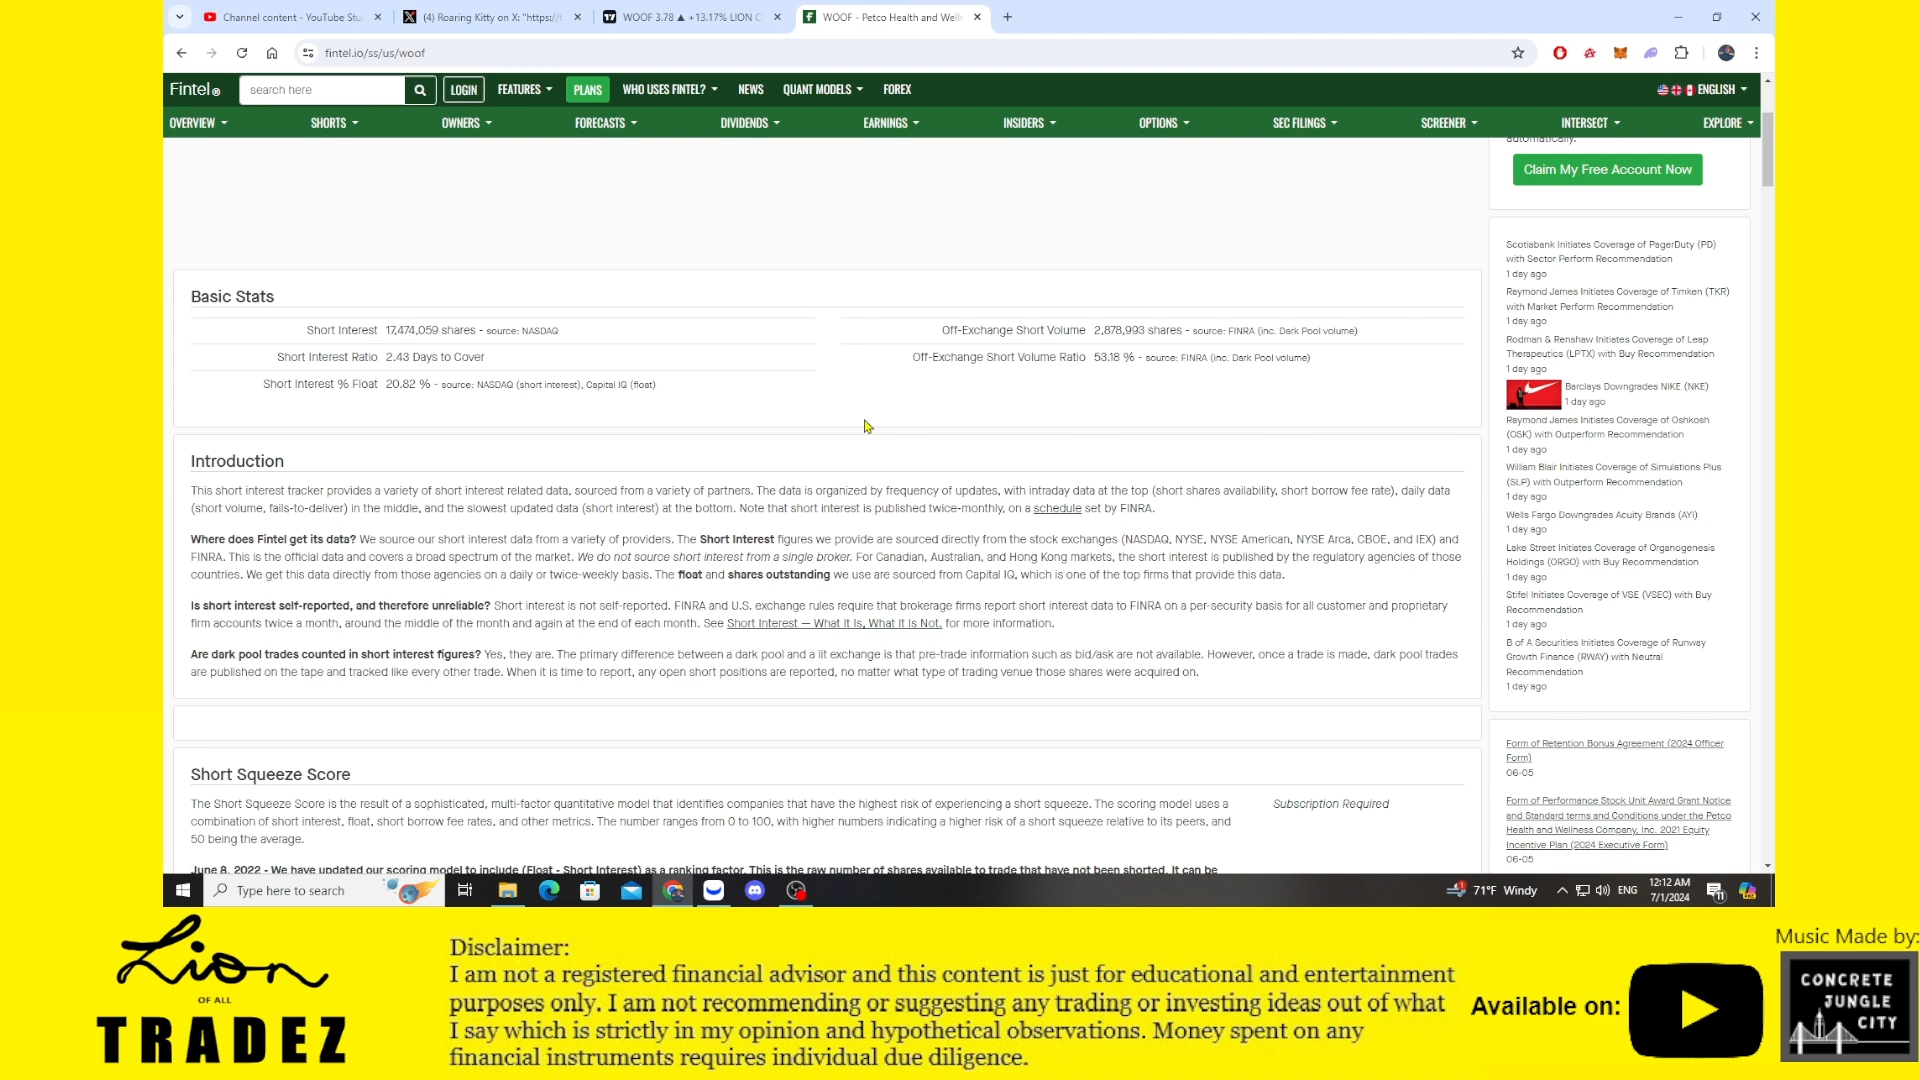 Channel content - YouTube Stu
(4) Roaring Kitty on X: "https://t
WOOF 3.78 ▲ +13.17% LION O
WOOF - Petco Health and Well
fintel.io/ss/us/woof
Fintel®
search here
LOGIN
FEATURES
PLANS
WHO USES FINTEL?
NEWS
QUANT MODELS
FOREX
ENGLISH
OVERVIEW
SHORTS
OWNERS
FORECASTS
DIVIDENDS
EARNINGS
INSIDERS
OPTIONS
SEC FILINGS
SCREENER
INTERSECT
EXPLORE
automatically.
Claim My Free Account Now
Basic Stats
Short Interest 17,474,059 shares - source: NASDAQ
Short Interest Ratio 2.43 Days to Cover
Short Interest % Float 20.82 % - source: NASDAQ (short interest), Capital IQ (float)
Off-Exchange Short Volume 2,878,993 shares - source: FINRA (inc. Dark Pool volume)
Off-Exchange Short Volume Ratio 53.18 % - source: FINRA (inc. Dark Pool volume)
Introduction
This short interest tracker provides a variety of short interest related data, sourced from a variety of partners. The data is organized by frequency of updates, with intraday data at the top (short shares availability, short borrow fee rate), daily data
(short volume, fails-to-deliver) in the middle, and the slowest updated data (short interest) at the bottom. Note that short interest is published twice-monthly, on a schedule set by FINRA.
Where does Fintel get its data? We source our short interest data from a variety of providers. The Short Interest figures we provide are sourced directly from the stock exchanges (NASDAQ, NYSE, NYSE American, NYSE Arca, CBOE, and IEX) and
FINRA. This is the official data and covers a broad spectrum of the market. We do not source short interest from a single broker. For Canadian, Australian, and Hong Kong markets, the short interest is published by the regulatory agencies of those
countries. We get this data directly from those agencies on a daily or twice-weekly basis. The float and shares outstanding we use are sourced from Capital IQ, which is one of the top firms that provide this data.
Is short interest self-reported, and therefore unreliable? Short interest is not self-reported. FINRA and U.S. exchange rules require that brokerage firms report short interest data to FINRA on a per-security basis for all customer and proprietary
firm accounts twice a month, around the middle of the month and again at the end of each month. See Short Interest — What It Is, What It Is Not. for more information.
Are dark pool trades counted in short interest figures? Yes, they are. The primary difference between a dark pool and a lit exchange is that pre-trade information such as bid/ask are not available. However, once a trade is made, dark pool trades
are published on the tape and tracked like every other trade. When it is time to report, any open short positions are reported, no matter what type of trading venue those shares were acquired on.
Short Squeeze Score
The Short Squeeze Score is the result of a sophisticated, multi-factor quantitative model that identifies companies that have the highest risk of experiencing a short squeeze. The scoring model uses a
combination of short interest, float, short borrow fee rates, and other metrics. The number ranges from 0 to 100, with higher numbers indicating a higher risk of a short squeeze relative to its peers, and
50 being the average.
Subscription Required
June 8, 2022 - We have updated our scoring model to include (Float - Short Interest) as a ranking factor. This is the raw number of shares available to trade that have not been shorted. It can be
Scotiabank Initiates Coverage of PagerDuty (PD)
with Sector Perform Recommendation
1 day ago
Raymond James Initiates Coverage of Timken (TKR)
with Market Perform Recommendation
1 day ago
Rodman & Renshaw Initiates Coverage of Leap
Therapeutics (LPTX) with Buy Recommendation
1 day ago
Barclays Downgrades NIKE (NKE)
1 day ago
Raymond James Initiates Coverage of Oshkosh
(OSK) with Outperform Recommendation
1 day ago
William Blair Initiates Coverage of Simulations Plus
(SLP) with Outperform Recommendation
1 day ago
Wells Fargo Downgrades Acuity Brands (AYI)
1 day ago
Lake Street Initiates Coverage of Organogenesis
Holdings (ORGO) with Buy Recommendation
1 day ago
Stifel Initiates Coverage of VSE (VSEC) with Buy
Recommendation
1 day ago
B of A Securities Initiates Coverage of Runway
Growth Finance (RWAY) with Neutral
Recommendation
1 day ago
Form of Retention Bonus Agreement (2024 Officer
Form)
06-05
Form of Performance Stock Unit Award Grant Notice
and Standard terms and Conditions under the Petco
Health and Wellness Company, Inc. 2021 Equity
Incentive Plan (2024 Executive Form)
06-05
Type here to search
71°F Windy
ENG
12:12 AM
7/1/2024
Lion
OF ALL
TRADEZ
Disclaimer:
I am not a registered financial advisor and this content is just for educational and entertainment
purposes only. I am not recommending or suggesting any trading or investing ideas out of what
I say which is strictly in my opinion and hypothetical observations. Money spent on any
financial instruments requires individual due diligence.
Available on:
Music Made by:
CONCRETE
JUNGLE
CITY